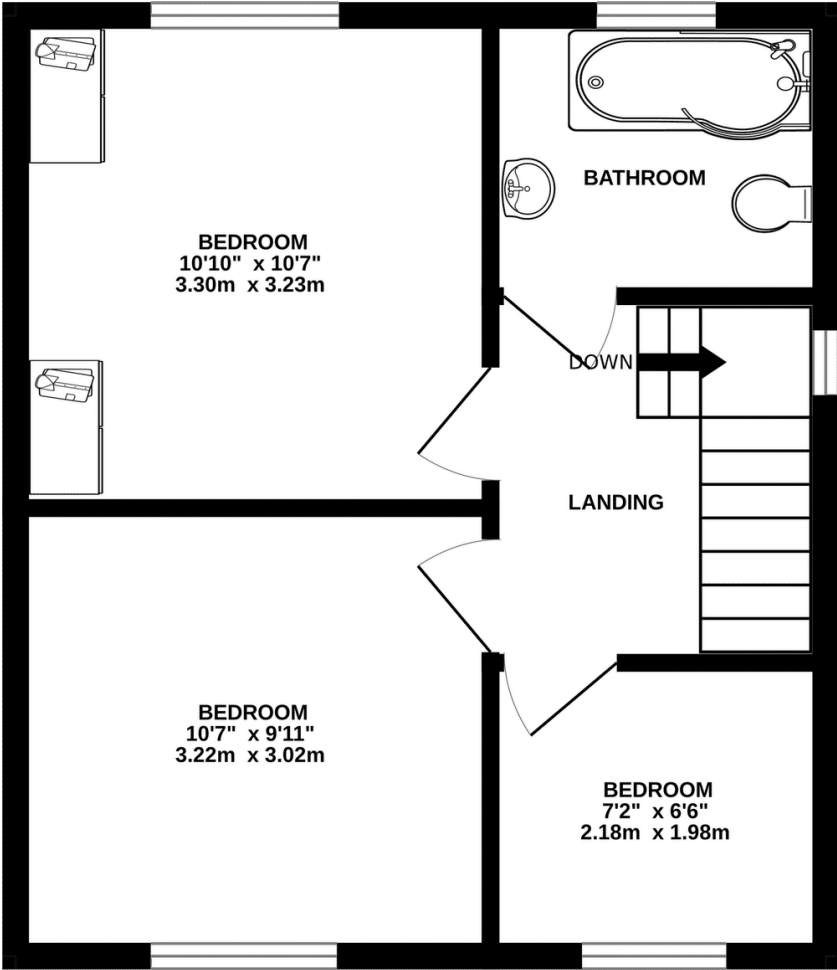 BATHROOM
BEDROOM
10'10" x 10'7"
3.30m x 3.23m
DOWN
LANDING
BEDROOM
10'7" x 9'11"
3.22m x 3.02m
BEDROOM
7'2" x 6'6"
2.18m x 1.98m